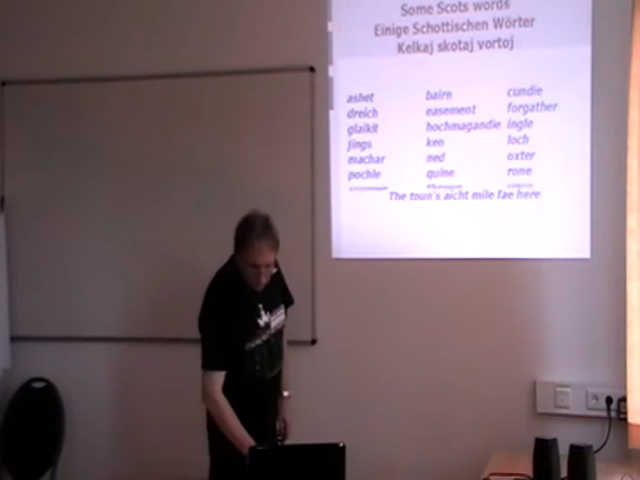 Some Scots words
Einige Schottischen Wörter
Kelkaj skotaj vortoj
ashet bairn cundie
dreich easement forgather
glaikit hochmagandie ingle
jings ken loch
machar ned oxter
pochle quine rone
The toun's aicht mile fae here